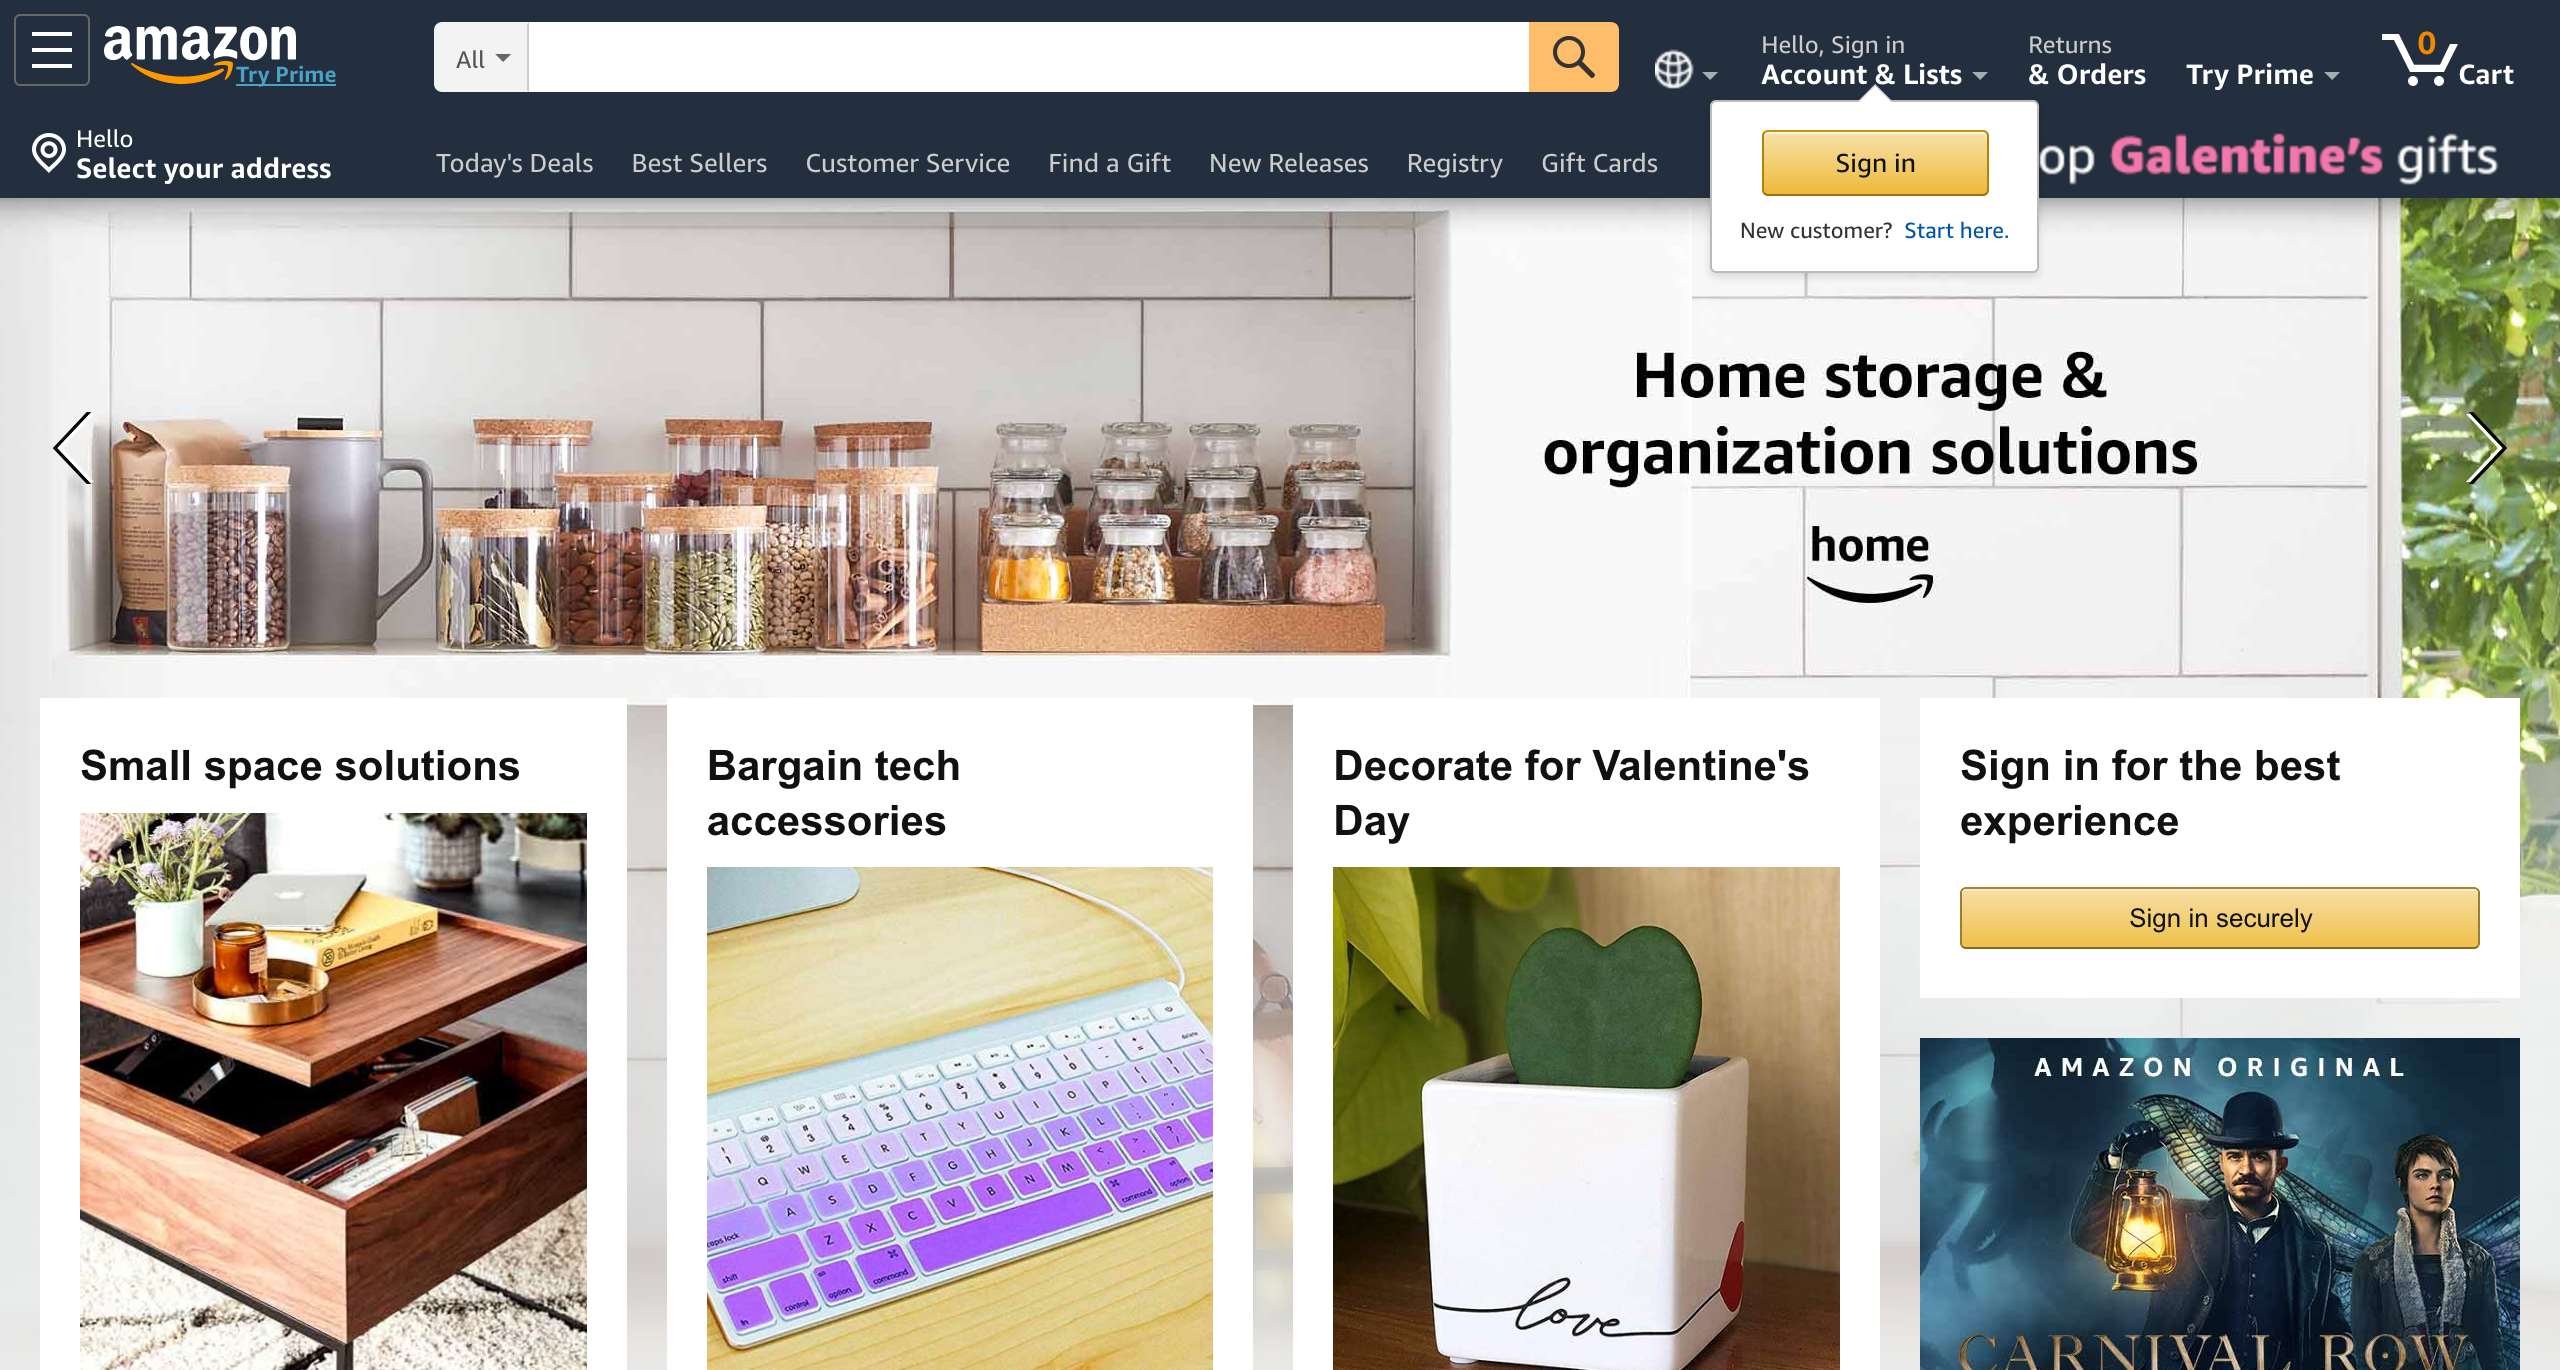 amazon
Try Prime
All
Hello, Sign in
Account & Lists
Returns
& Orders
Try Prime
0
Cart
Hello
Select your address
Today's Deals
Best Sellers
Customer Service
Find a Gift
New Releases
Registry
Gift Cards
op Galentine's gifts
Sign in
New customer? Start here.
Home storage &
organization solutions
home
Small space solutions
Bargain tech
accessories
Decorate for Valentine's
Day
Sign in for the best
experience
Sign in securely
love
AMAZON ORIGINAL
CARNIVAL ROW